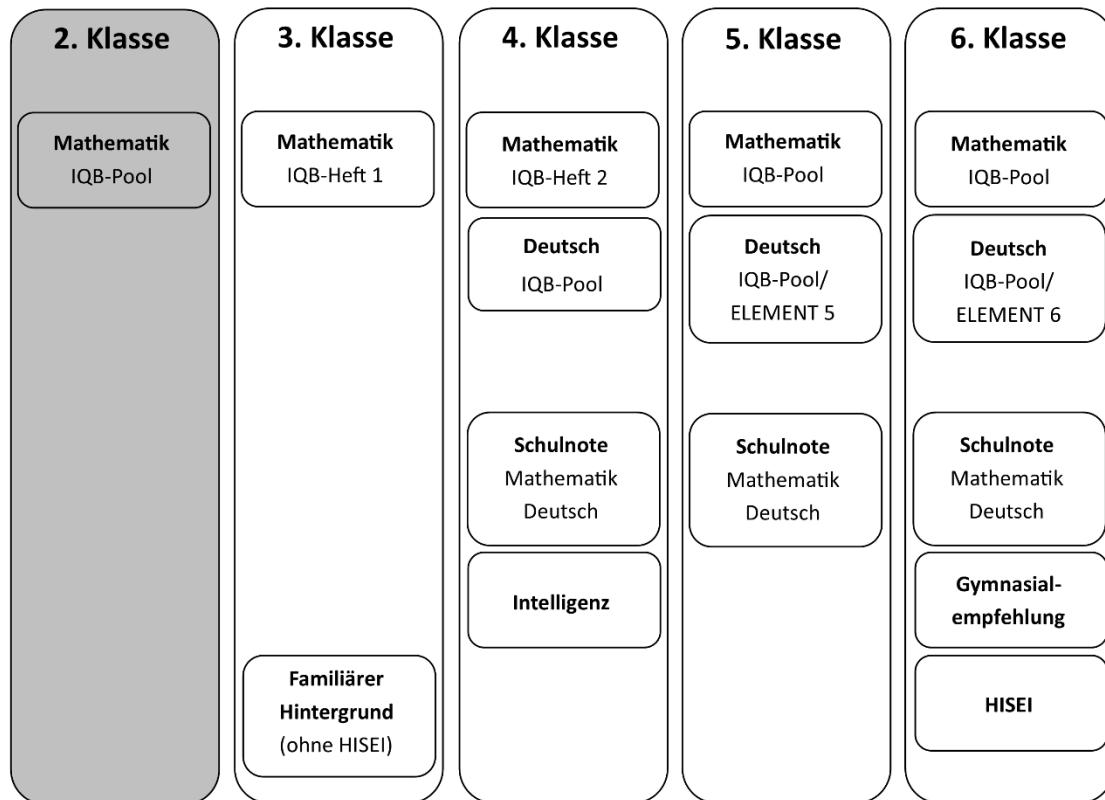 2. Klasse
Mathematik
IQB-Pool
3. Klasse
Mathematik
IQB-Heft 1
Familiärer
Hintergrund
(ohne HISEI)
4. Klasse
Mathematik
IQB-Heft 2
Deutsch
IQB-Pool
Schulnote
Mathematik
Deutsch
Intelligenz
5. Klasse
Mathematik
IQB-Pool
Deutsch
IQB-Pool/
ELEMENT 5
Schulnote
Mathematik
Deutsch
6. Klasse
Mathematik
IQB-Pool
Deutsch
IQB-Pool/
ELEMENT 6
Schulnote
Mathematik
Deutsch
Gymnasial-
empfehlung
HISEI